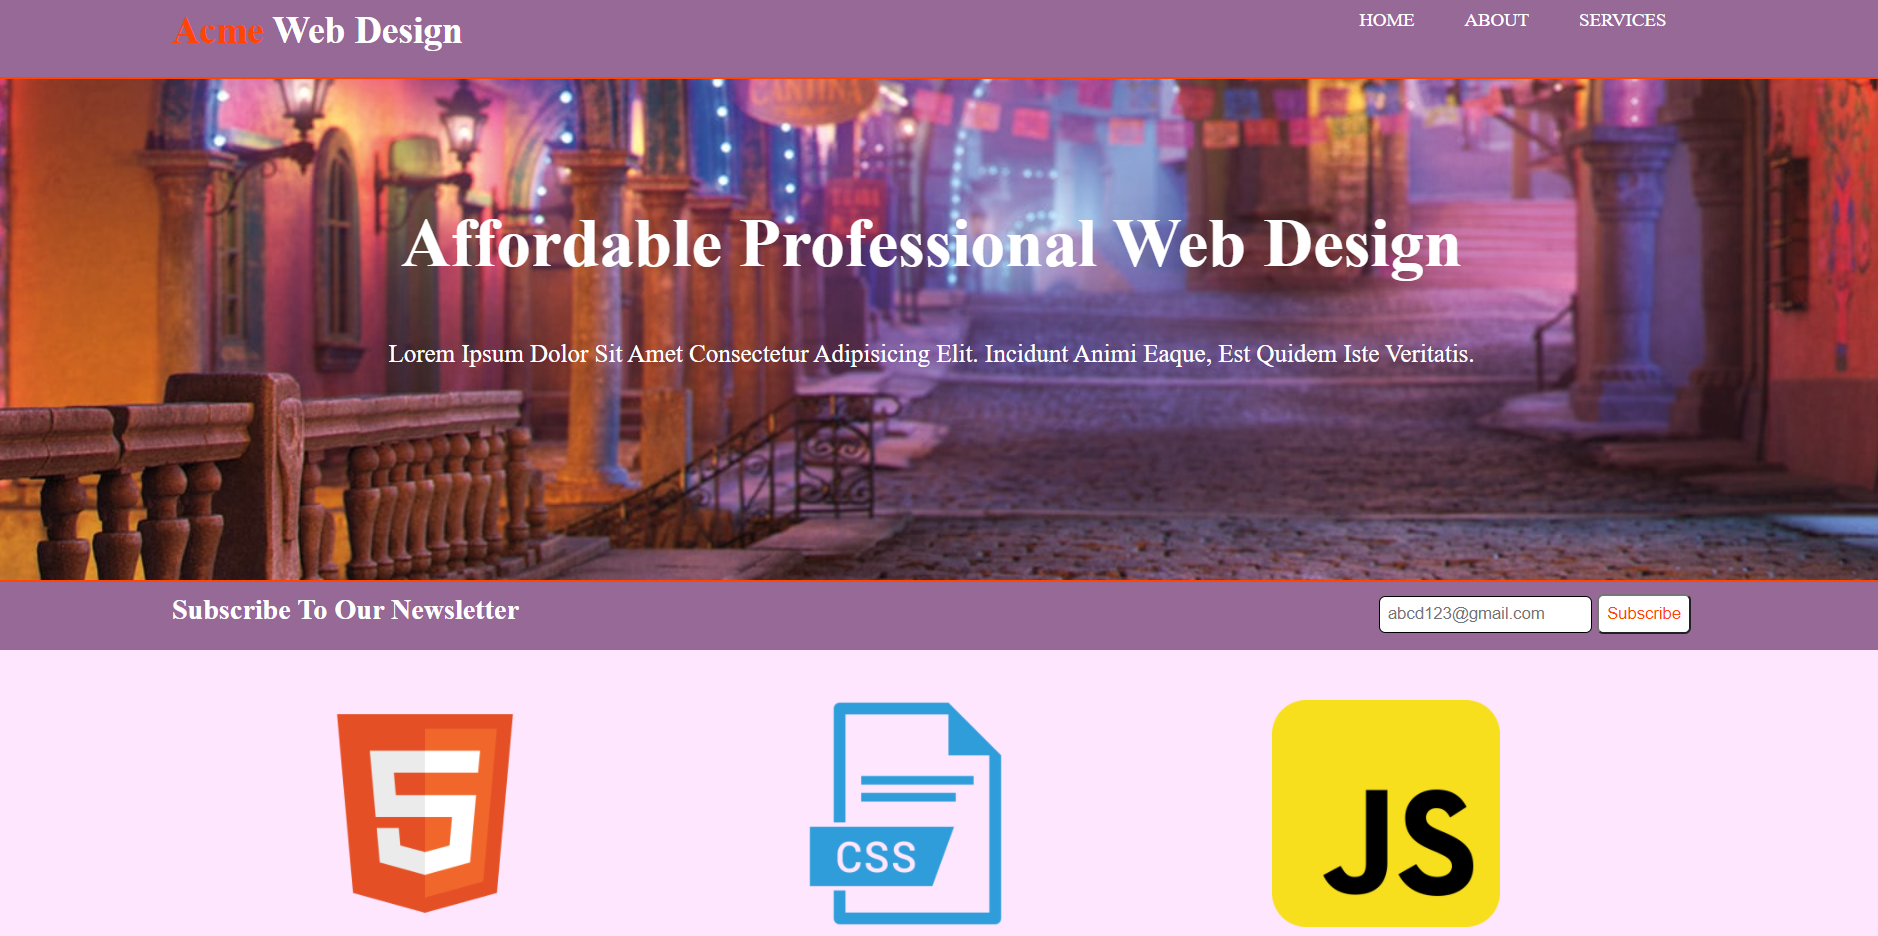 Acme Web Design
HOME ABOUT SERVICES
CANTINA
Affordable Professional Web Design
Lorem Ipsum Dolor Sit Amet Consectetur Adipisicing Elit. Incidunt Animi Eaque, Est Quidem Iste Veritatis.
Subscribe To Our Newsletter
abcd123@gmail.com
Subscribe
5
CSS
JS